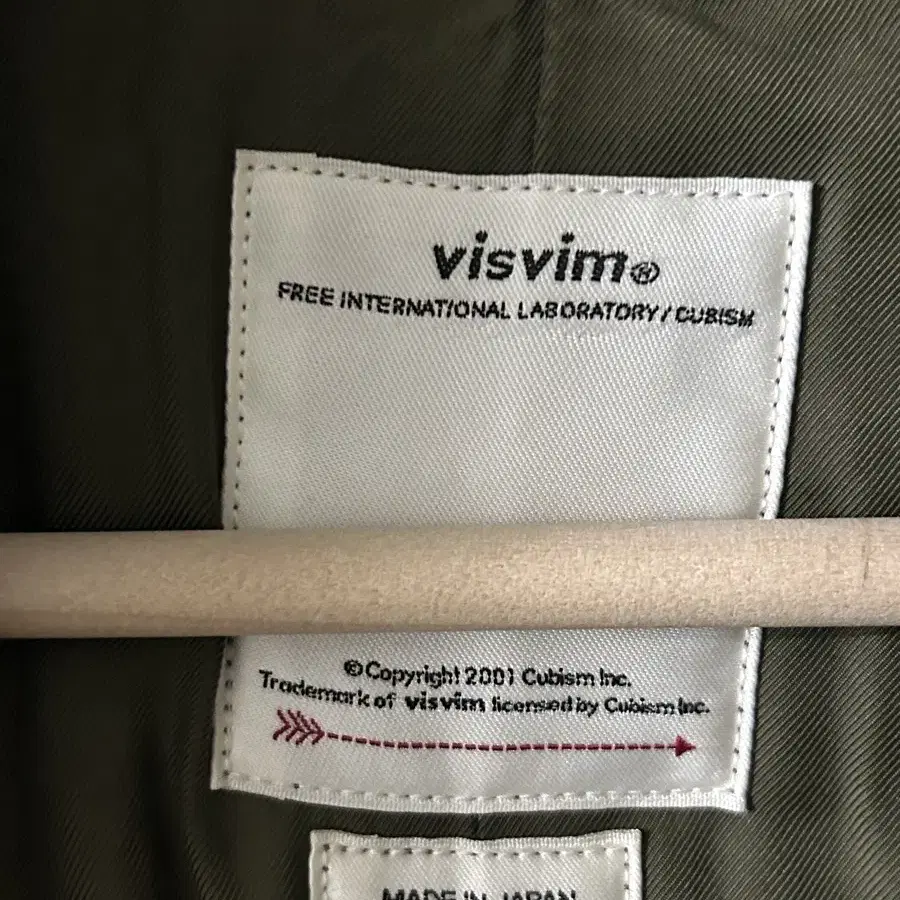 visvim®
FREE INTERNATIONAL LABORATORY / CUBISM
©Copyright 2001 Cubism Inc.
Trademark of visvim licensed by Cubism Inc.
MADE IN JAPAN